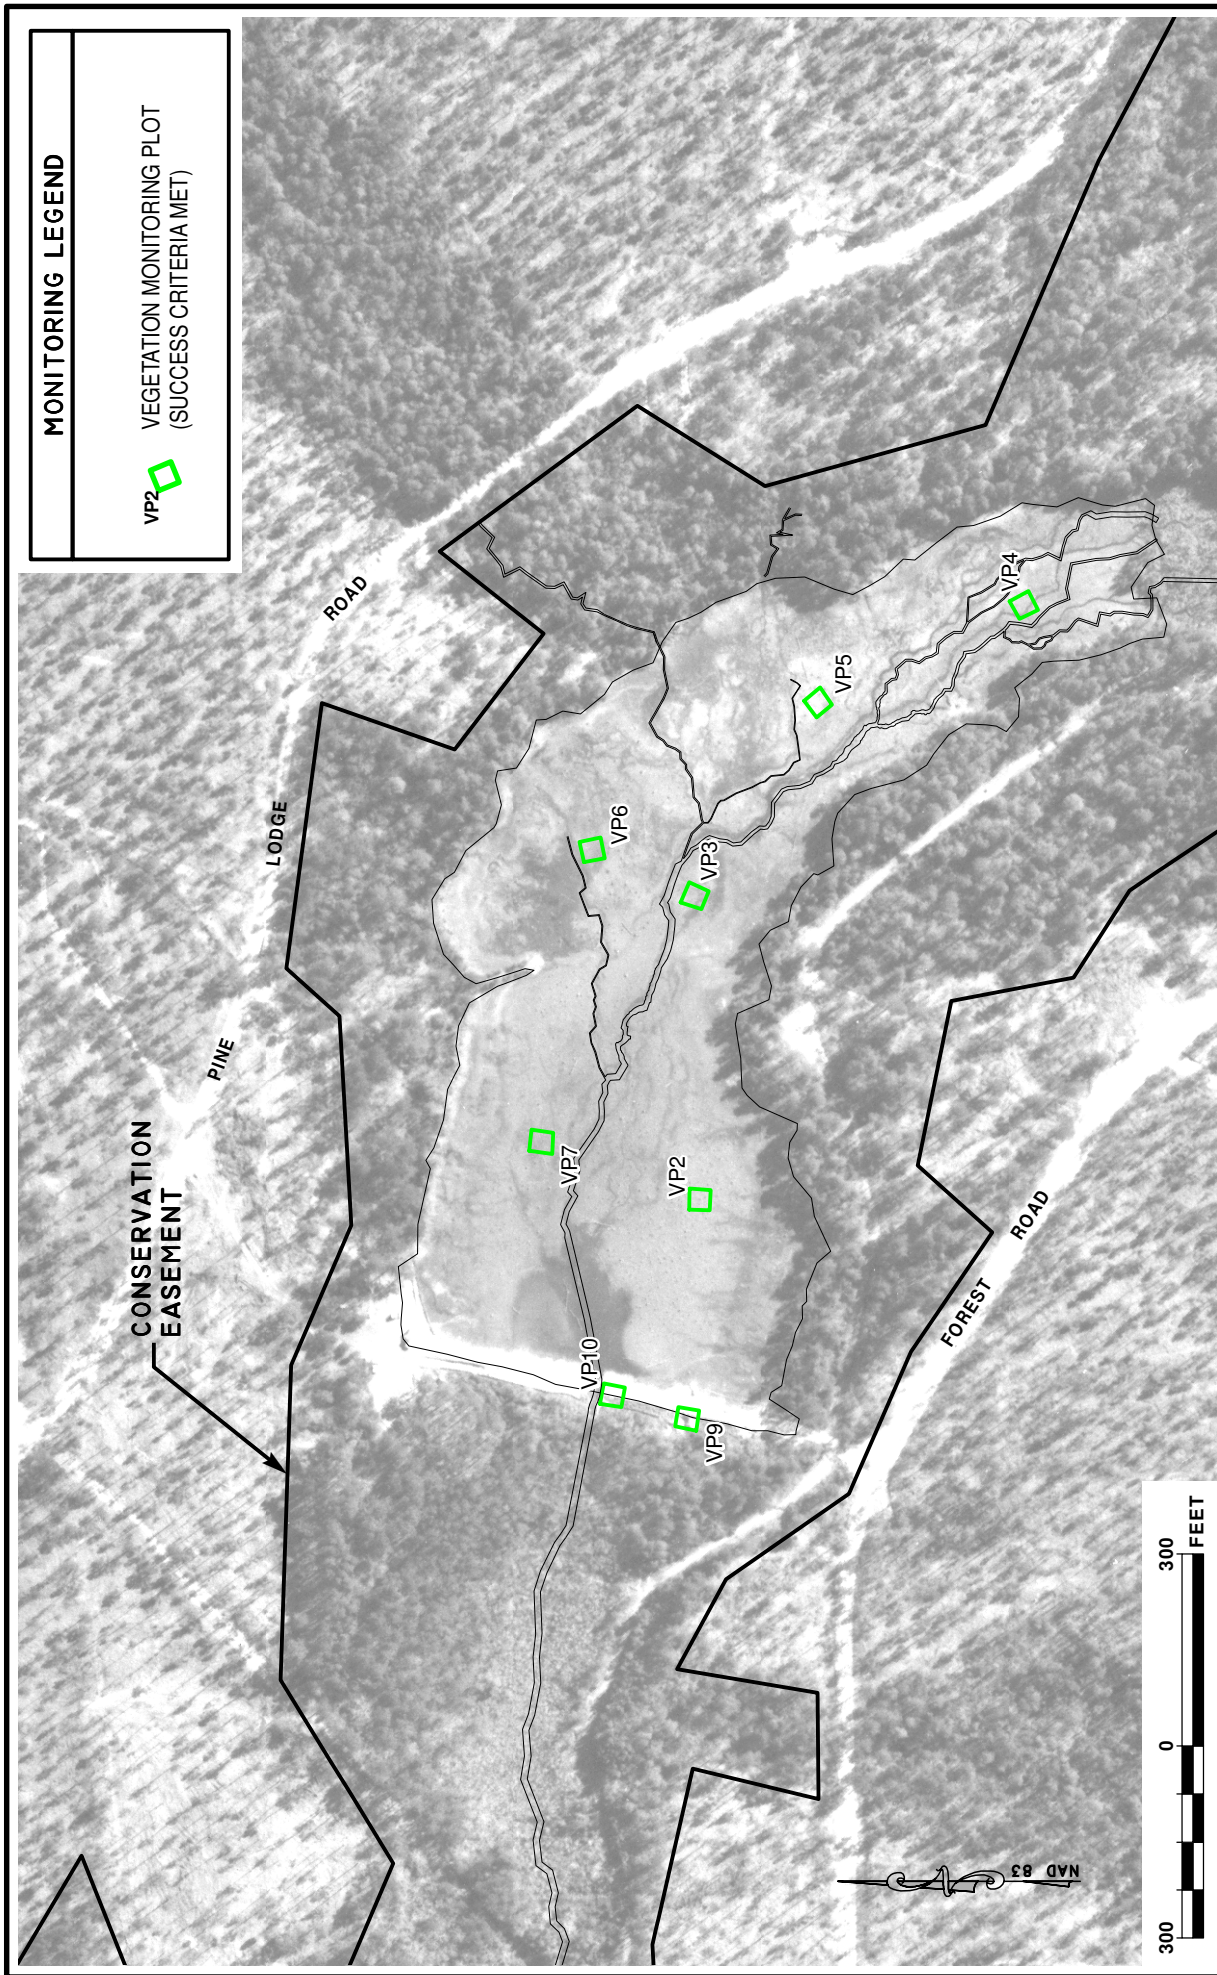 MONITORING LEGEND
VP2
VEGETATION MONITORING PLOT
(SUCCESS CRITERIA MET)
CONSERVATION
EASEMENT
PINE
LODGE
ROAD
VP7
VP6
VP10
VP2
VP3
VP9
VP5
VP4
FOREST
ROAD
NAD 83
300
0
300
FEET